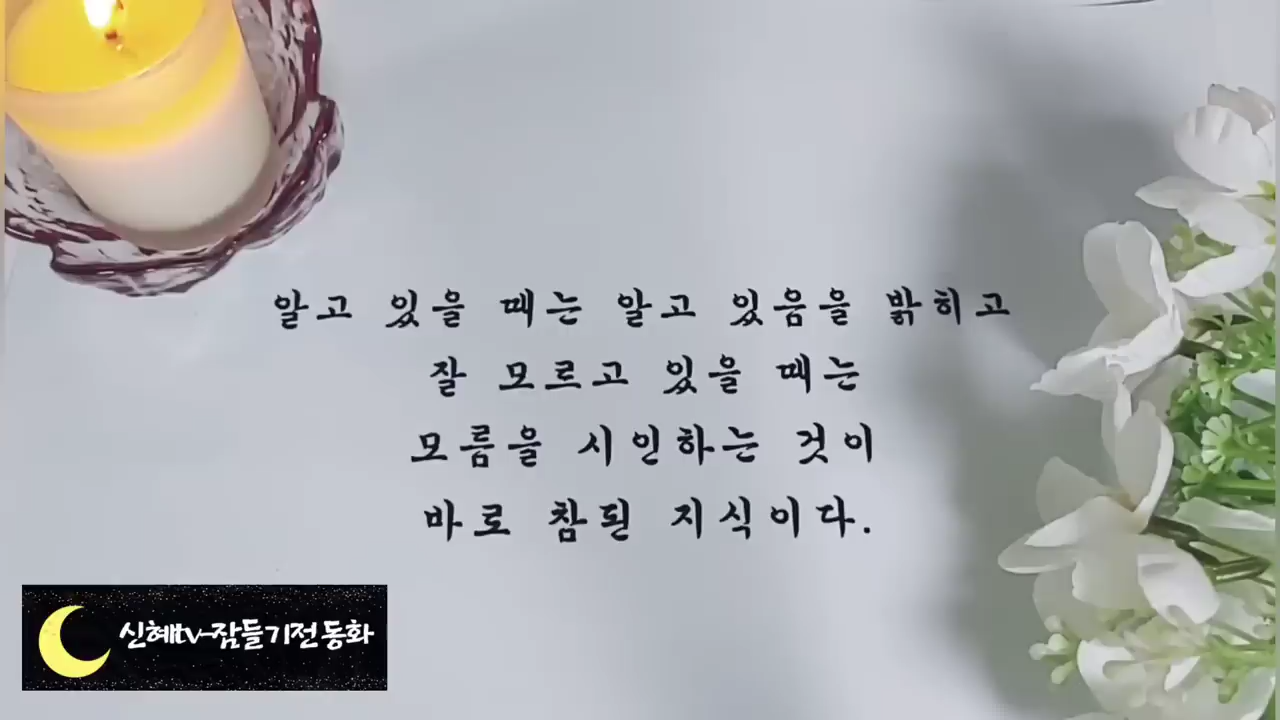 알고 있을 때는 알고 있음을 밝히고
잘 모르고 있을 때는
모름을 시인하는 것이
바로 참된 지식이다.
신혜tv-잠들기전동화